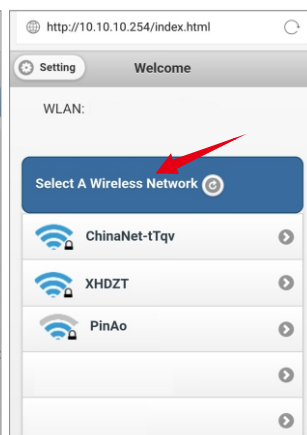 http://10.10.10.254/index.html
Setting
Welcome
WLAN:
Select A Wireless Network
ChinaNet-tTqv
XHDZT
PinAo